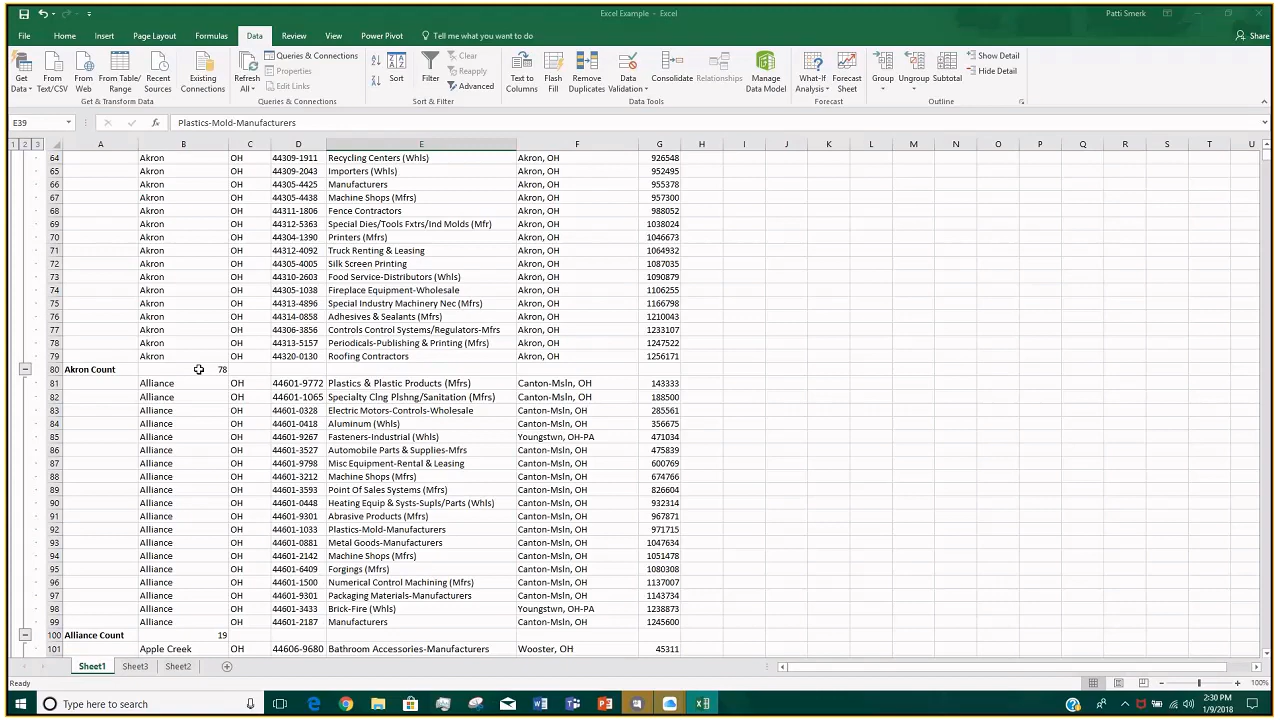 Excel Example - Excel
Patti Smerk
File Home Insert Page Layout Formulas Data Review View Power Pivot Tell me what you want to do
Share
Get Data
From Text/CSV
From Web
From Table/ Range
Recent Sources
Existing Connections
Get & Transform Data
Refresh All
Queries & Connections
Properties
Edit Links
Queries & Connections
Sort
Filter
Clear
Reapply
Advanced
Sort & Filter
Text to Columns
Flash Fill
Remove Duplicates
Data Validation
Consolidate
Relationships
Manage Data Model
Data Tools
What-If Analysis
Forecast Sheet
Forecast
Group
Ungroup
Subtotal
Show Detail
Hide Detail
Outline
E39 fx Plastics-Mold-Manufacturers
1 2 3 A B C D E F G H I J K L M N O P Q R S T U
64 Akron OH 44309-1911 Recycling Centers (Whls) Akron, OH 926548
65 Akron OH 44309-2043 Importers (Whls) Akron, OH 952495
66 Akron OH 44305-4425 Manufacturers Akron, OH 955378
67 Akron OH 44305-4438 Machine Shops (Mfrs) Akron, OH 957300
68 Akron OH 44311-1806 Fence Contractors Akron, OH 988052
69 Akron OH 44312-5363 Special Dies/Tools Fxtrs/Ind Molds (Mfr) Akron, OH 1038024
70 Akron OH 44304-1390 Printers (Mfrs) Akron, OH 1046673
71 Akron OH 44312-4092 Truck Renting & Leasing Akron, OH 1064932
72 Akron OH 44305-4005 Silk Screen Printing Akron, OH 1087035
73 Akron OH 44310-2603 Food Service-Distributors (Whls) Akron, OH 1090879
74 Akron OH 44305-1038 Fireplace Equipment-Wholesale Akron, OH 1106255
75 Akron OH 44313-4896 Special Industry Machinery Nec (Mfrs) Akron, OH 1166798
76 Akron OH 44314-0858 Adhesives & Sealants (Mfrs) Akron, OH 1210043
77 Akron OH 44306-3856 Controls Control Systems/Regulators-Mfrs Akron, OH 1233107
78 Akron OH 44313-5157 Periodicals-Publishing & Printing (Mfrs) Akron, OH 1247522
79 Akron OH 44320-0130 Roofing Contractors Akron, OH 1256171
80 Akron Count 78
81 Alliance OH 44601-9772 Plastics & Plastic Products (Mfrs) Canton-Msln, OH 143333
82 Alliance OH 44601-1065 Specialty Clng Plshng/Sanitation (Mfrs) Canton-Msln, OH 188500
83 Alliance OH 44601-0328 Electric Motors-Controls-Wholesale Canton-Msln, OH 285561
84 Alliance OH 44601-0418 Aluminum (Whls) Canton-Msln, OH 356675
85 Alliance OH 44601-9267 Fasteners-Industrial (Whls) Youngstwn, OH-PA 471034
86 Alliance OH 44601-3527 Automobile Parts & Supplies-Mfrs Canton-Msln, OH 475839
87 Alliance OH 44601-9798 Misc Equipment-Rental & Leasing Canton-Msln, OH 600769
88 Alliance OH 44601-3212 Machine Shops (Mfrs) Canton-Msln, OH 674766
89 Alliance OH 44601-3593 Point Of Sales Systems (Mfrs) Canton-Msln, OH 826604
90 Alliance OH 44601-0448 Heating Equip & Systs-Supls/Parts (Whls) Canton-Msln, OH 932314
91 Alliance OH 44601-9301 Abrasive Products (Mfrs) Canton-Msln, OH 967871
92 Alliance OH 44601-1033 Plastics-Mold-Manufacturers Canton-Msln, OH 971715
93 Alliance OH 44601-0881 Metal Goods-Manufacturers Canton-Msln, OH 1047634
94 Alliance OH 44601-2142 Machine Shops (Mfrs) Canton-Msln, OH 1051478
95 Alliance OH 44601-6409 Forgings (Mfrs) Canton-Msln, OH 1080308
96 Alliance OH 44601-1500 Numerical Control Machining (Mfrs) Canton-Msln, OH 1137007
97 Alliance OH 44601-9301 Packaging Materials-Manufacturers Canton-Msln, OH 1143734
98 Alliance OH 44601-3433 Brick-Fire (Whls) Youngstwn, OH-PA 1238873
99 Alliance OH 44601-2187 Manufacturers Canton-Msln, OH 1245600
100 Alliance Count 19
101 Apple Creek OH 44606-9680 Bathroom Accessories-Manufacturers Wooster, OH 45311
Sheet1 Sheet3 Sheet2
Ready
100%
Type here to search
2:30 PM
1/9/2018